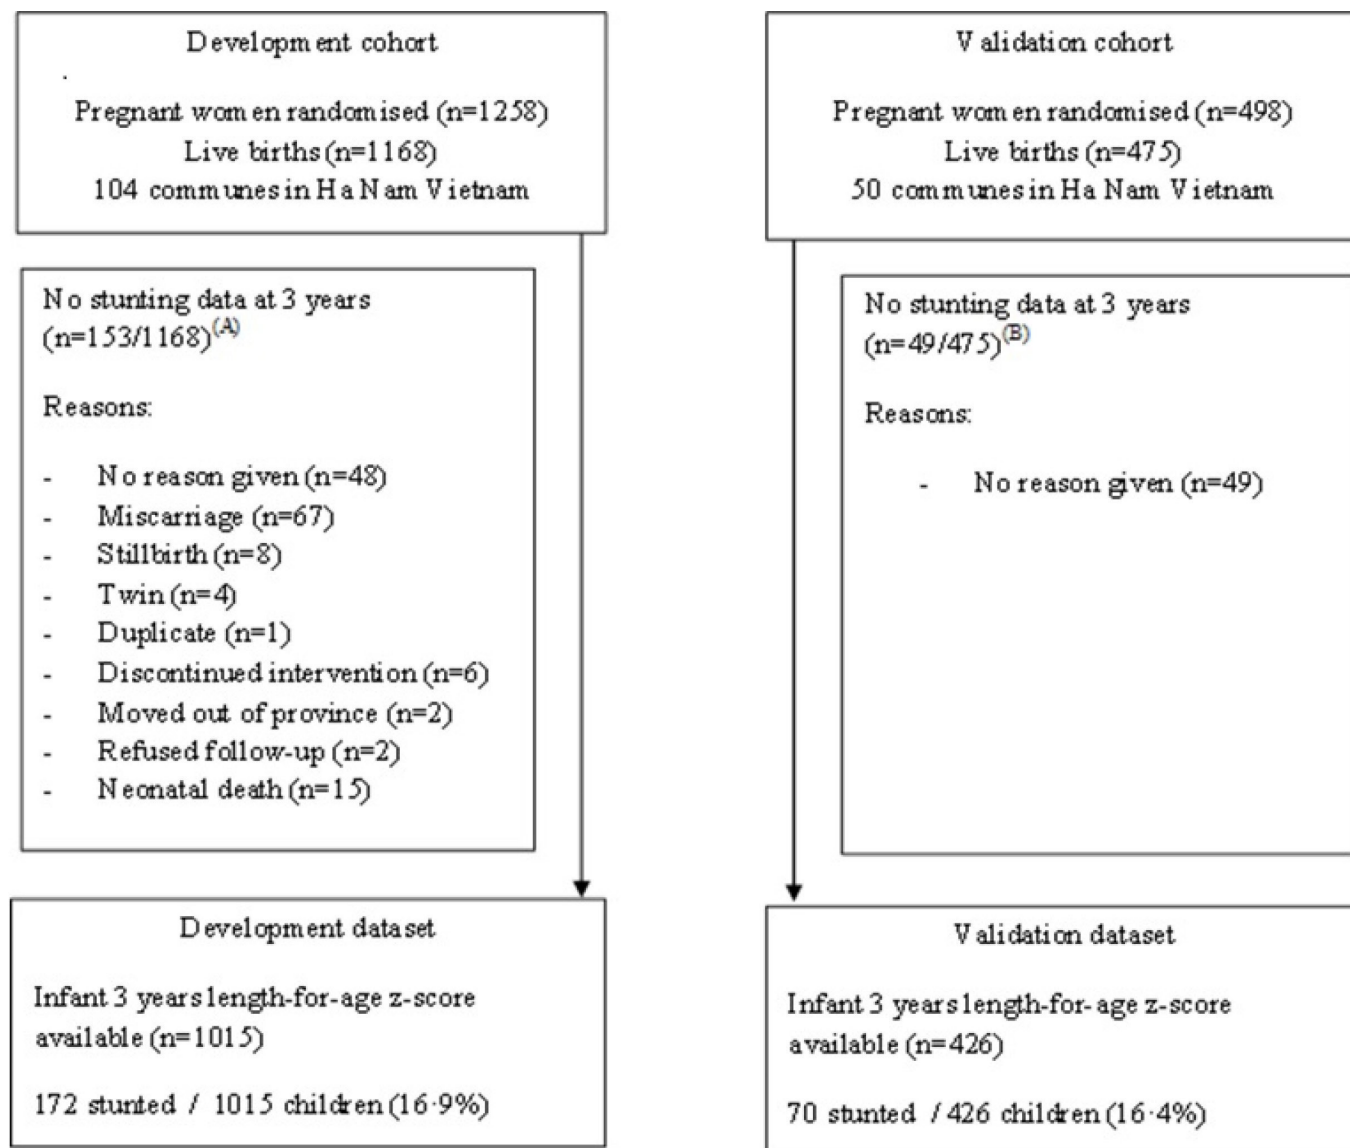 Development cohort
Pregnant women randomised (n=1258)
Live births (n=1168)
104 communes in Ha Nam Vietnam
No stunting data at 3 years
(n=153/1168)(A)
Reasons:
- No reason given (n=48)
- Miscarriage (n=67)
- Stillbirth (n=8)
- Twin (n=4)
- Duplicate (n=1)
- Discontinued intervention (n=6)
- Moved out of province (n=2)
- Refused follow-up (n=2)
- Neonatal death (n=15)
Development dataset
Infant 3 years length-for-age z-score
available (n=1015)
172 stunted / 1015 children (16·9%)
Validation cohort
Pregnant women randomised (n=498)
Live births (n=475)
50 communes in Ha Nam Vietnam
No stunting data at 3 years
(n=49/475)(B)
Reasons:
- No reason given (n=49)
Validation dataset
Infant 3 years length-for-age z-score
available (n=426)
70 stunted / 426 children (16·4%)